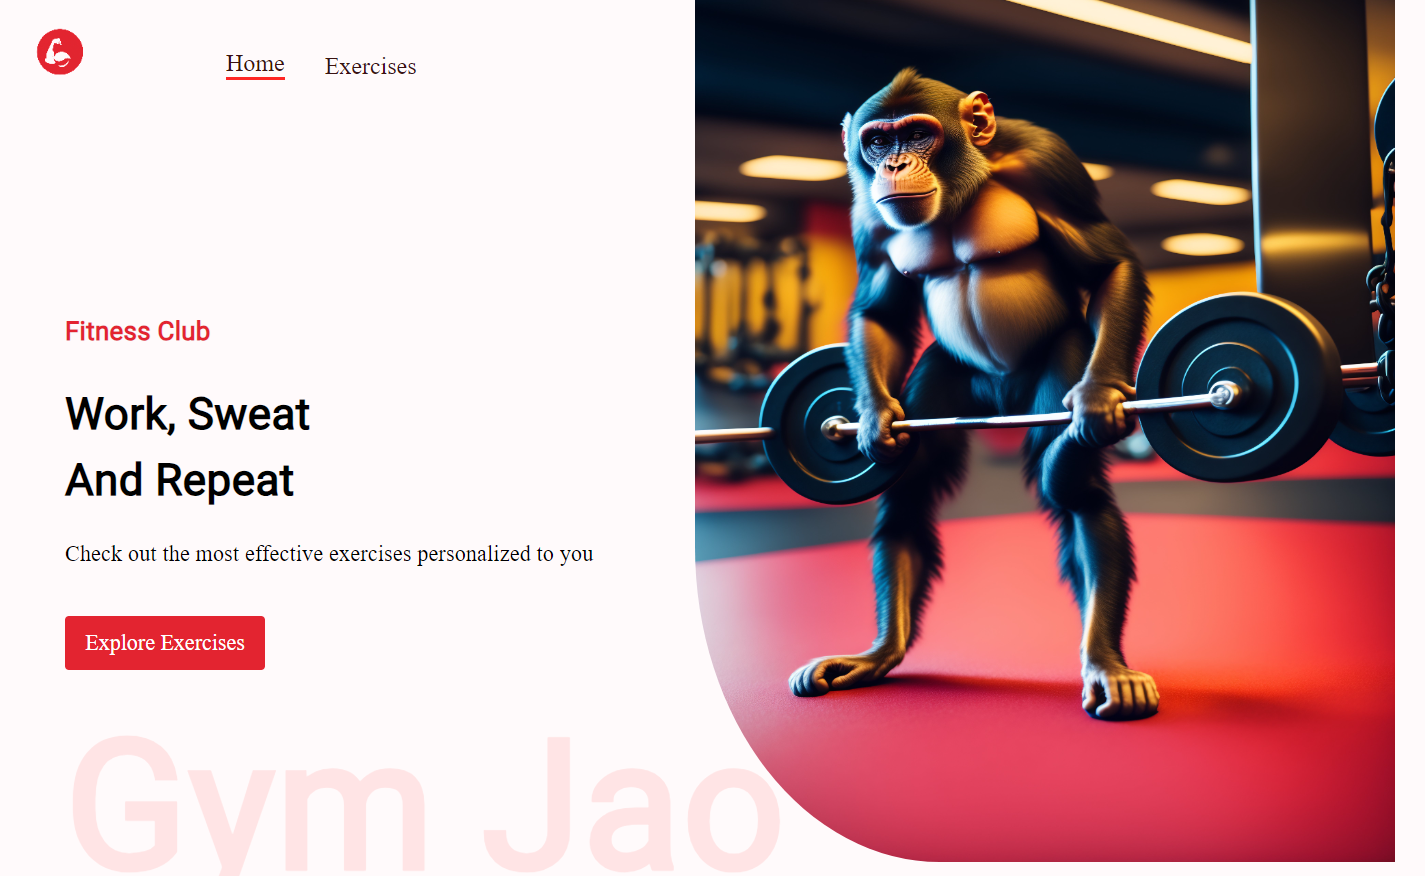 Home
Exercises
Fitness Club
Work, Sweat
And Repeat
Check out the most effective exercises personalized to you
Explore Exercises
Gym Jao